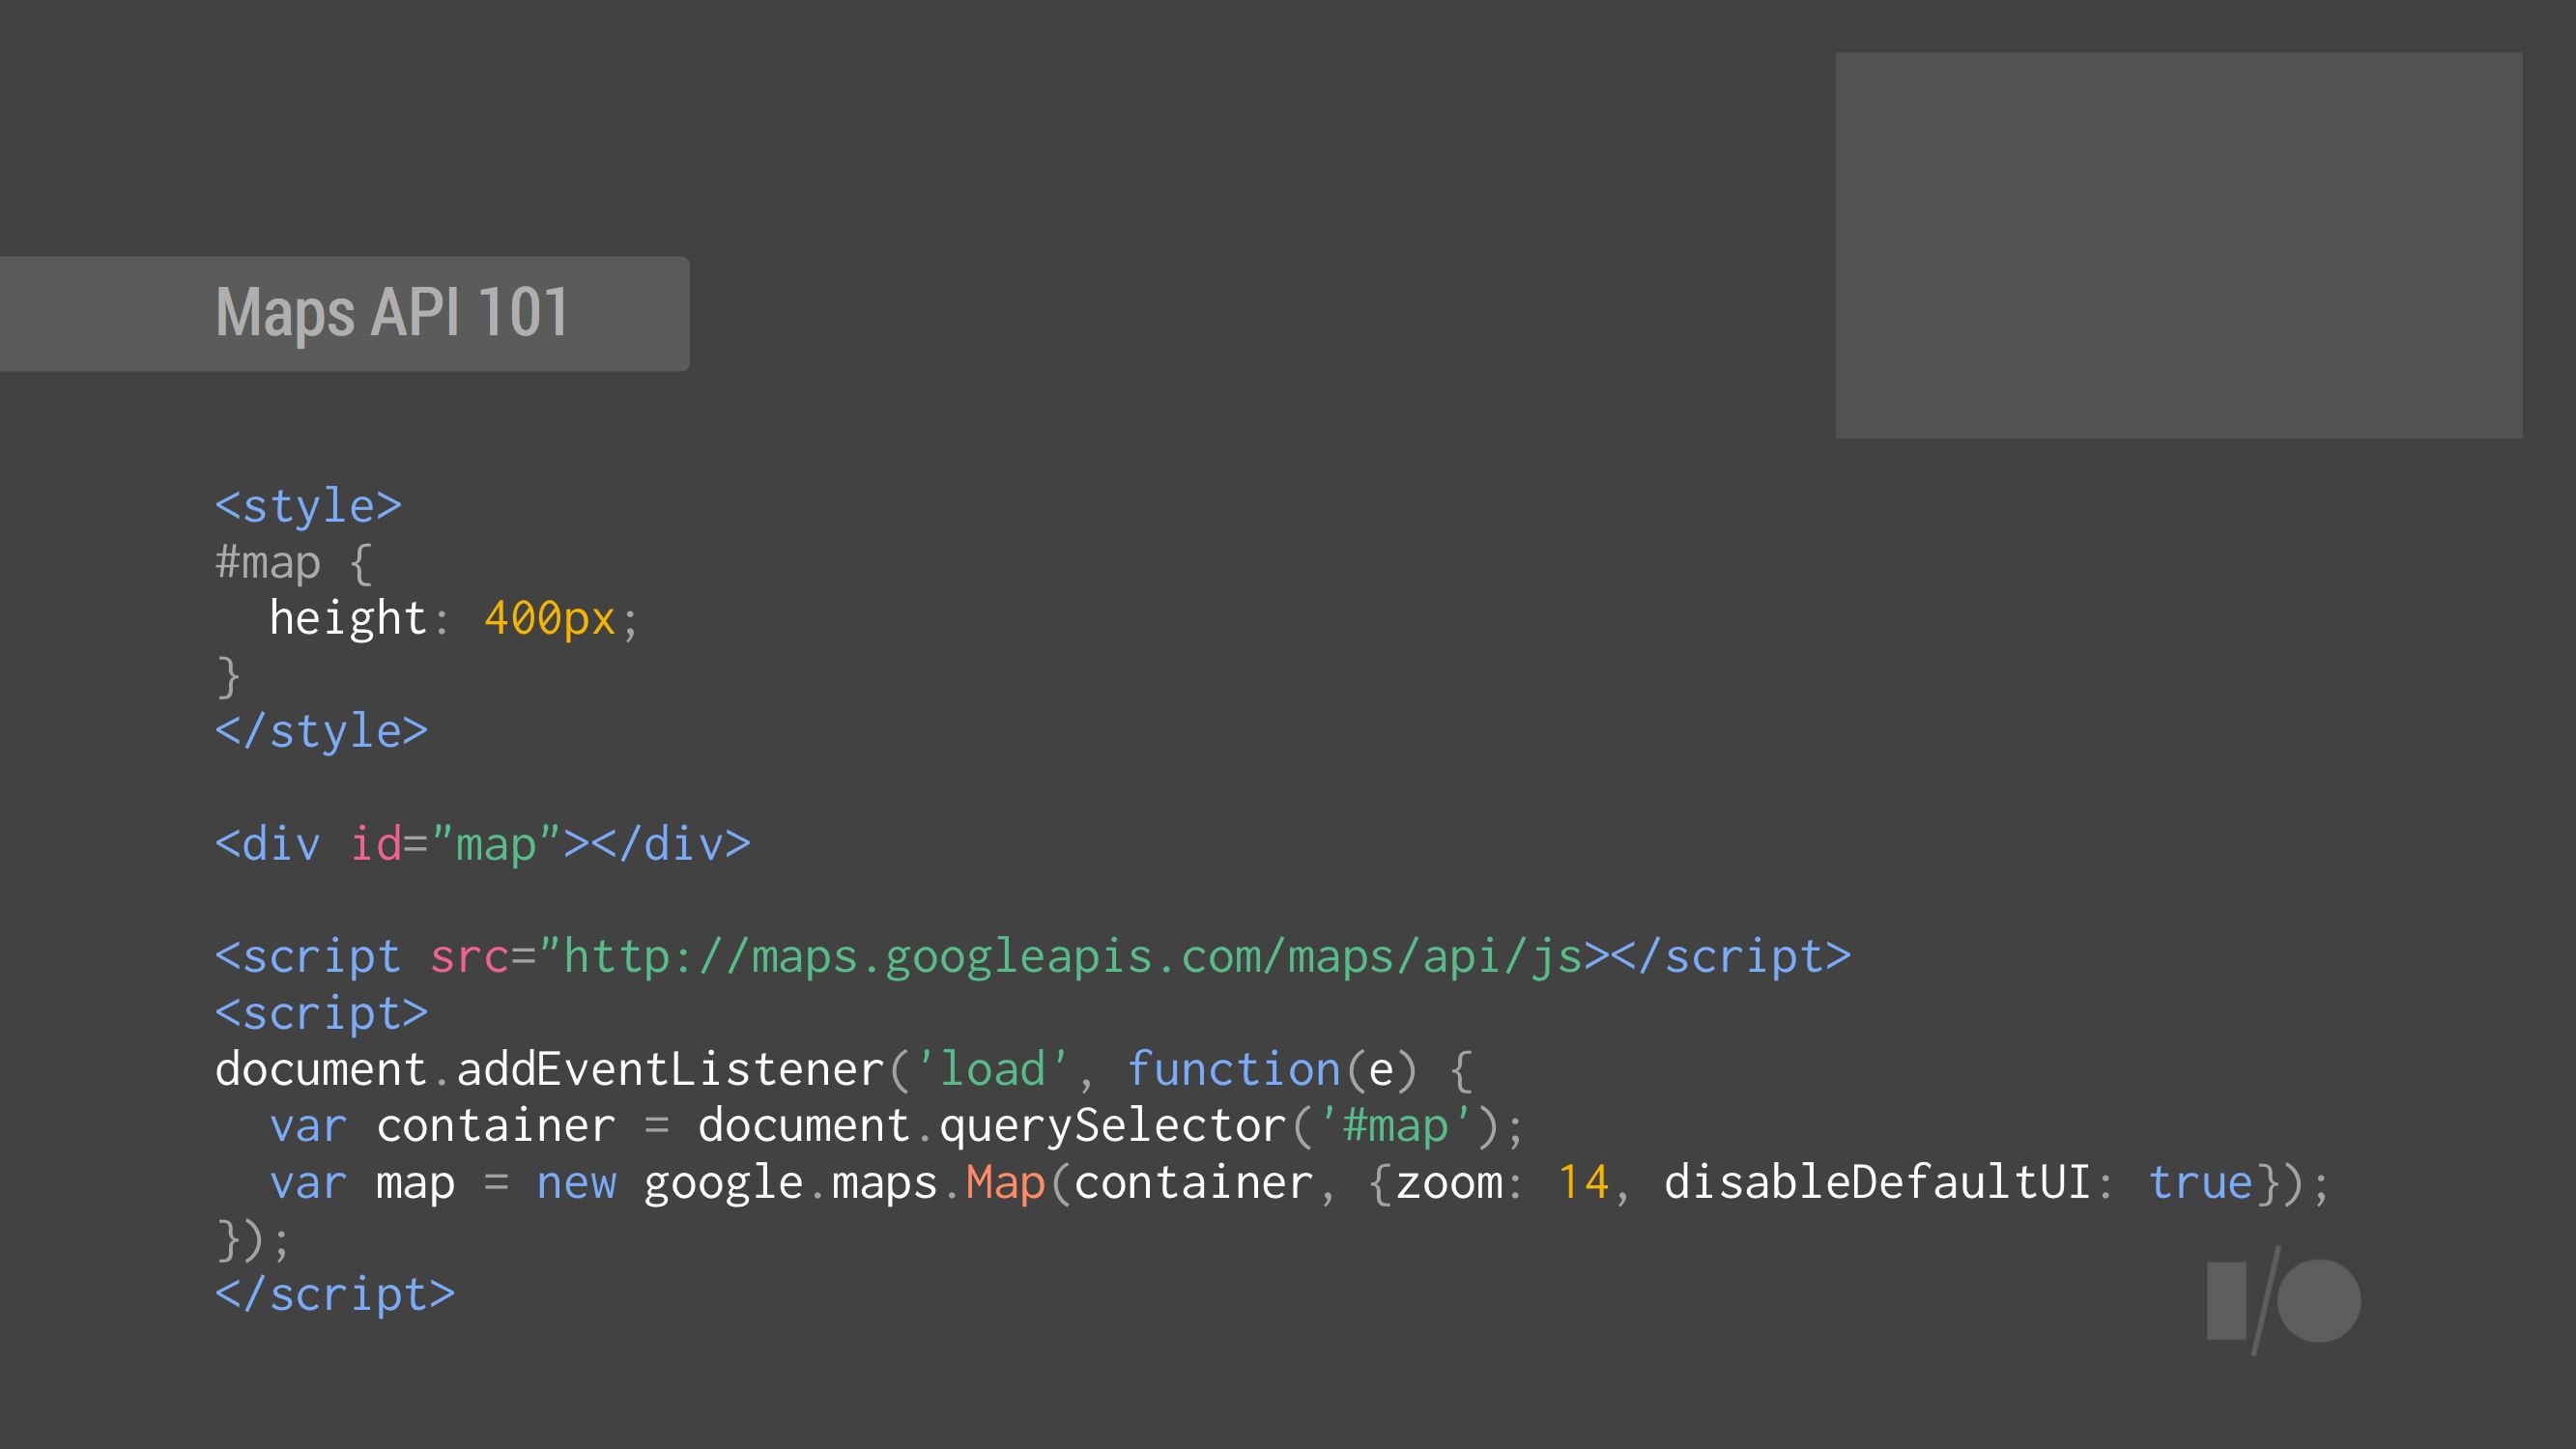 Maps API 101
<style>
#map {
  height: 400px;
}
</style>
<div id="map"></div>
<script src="http://maps.googleapis.com/maps/api/js></script>
<script>
document.addEventListener('load', function(e) {
  var container = document.querySelector('#map');
  var map = new google.maps.Map(container, {zoom: 14, disableDefaultUI: true});
});
</script>
I/O